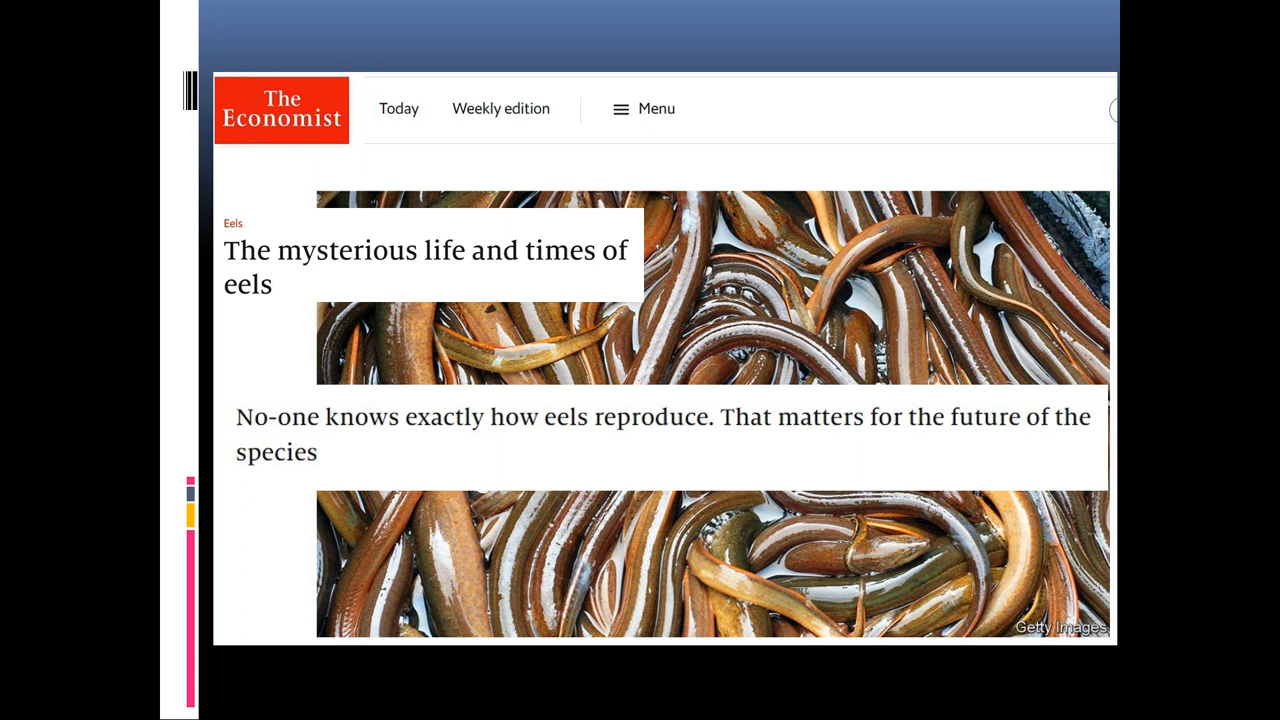 The
Economist
Today
Weekly edition
Menu
Eels
The mysterious life and times of
eels
No-one knows exactly how eels reproduce. That matters for the future of the
species
Getty Images